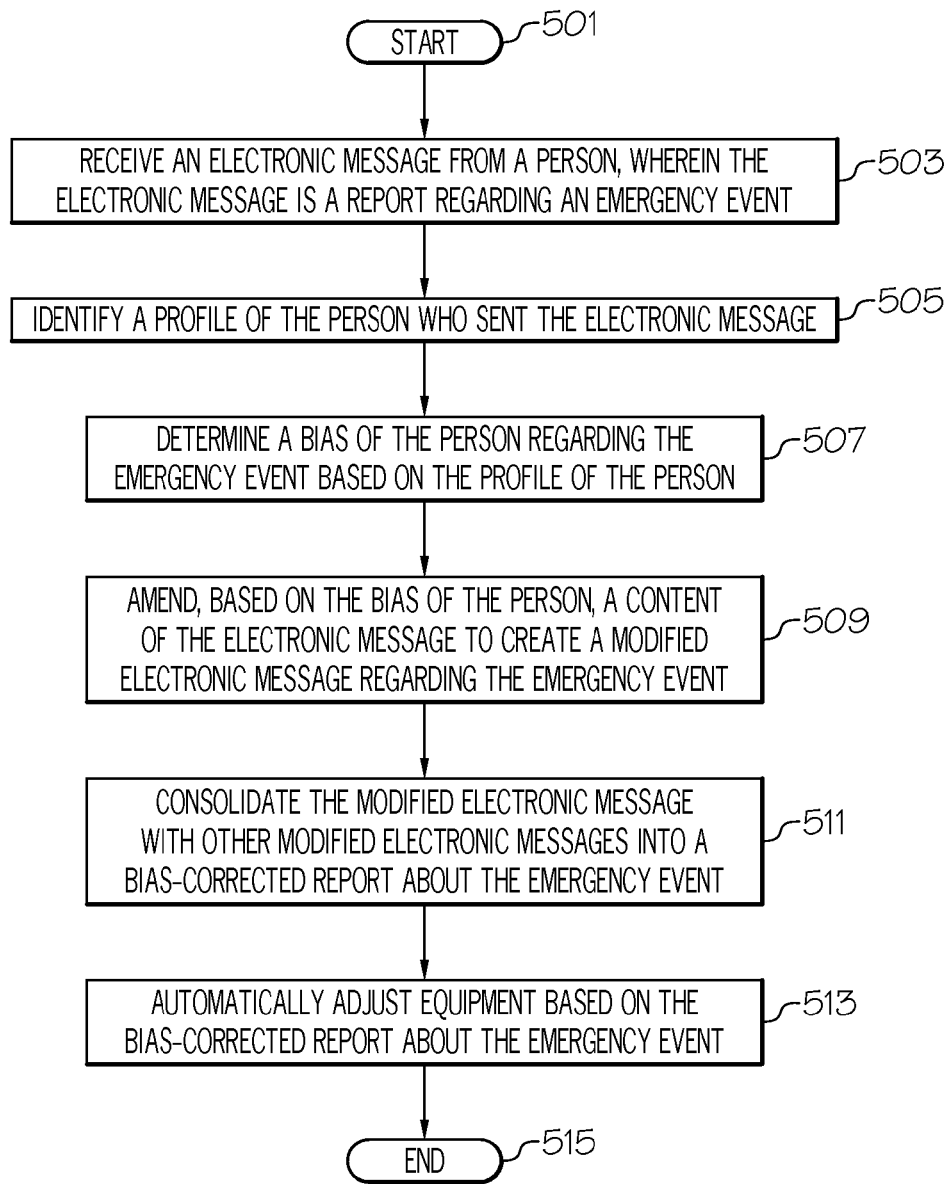 START
501
RECEIVE AN ELECTRONIC MESSAGE FROM A PERSON, WHEREIN THE
ELECTRONIC MESSAGE IS A REPORT REGARDING AN EMERGENCY EVENT
503
IDENTIFY A PROFILE OF THE PERSON WHO SENT THE ELECTRONIC MESSAGE
505
DETERMINE A BIAS OF THE PERSON REGARDING THE
EMERGENCY EVENT BASED ON THE PROFILE OF THE PERSON
507
AMEND, BASED ON THE BIAS OF THE PERSON, A CONTENT
OF THE ELECTRONIC MESSAGE TO CREATE A MODIFIED
ELECTRONIC MESSAGE REGARDING THE EMERGENCY EVENT
509
CONSOLIDATE THE MODIFIED ELECTRONIC MESSAGE
WITH OTHER MODIFIED ELECTRONIC MESSAGES INTO A
BIAS-CORRECTED REPORT ABOUT THE EMERGENCY EVENT
511
AUTOMATICALLY ADJUST EQUIPMENT BASED ON THE
BIAS-CORRECTED REPORT ABOUT THE EMERGENCY EVENT
513
END
515